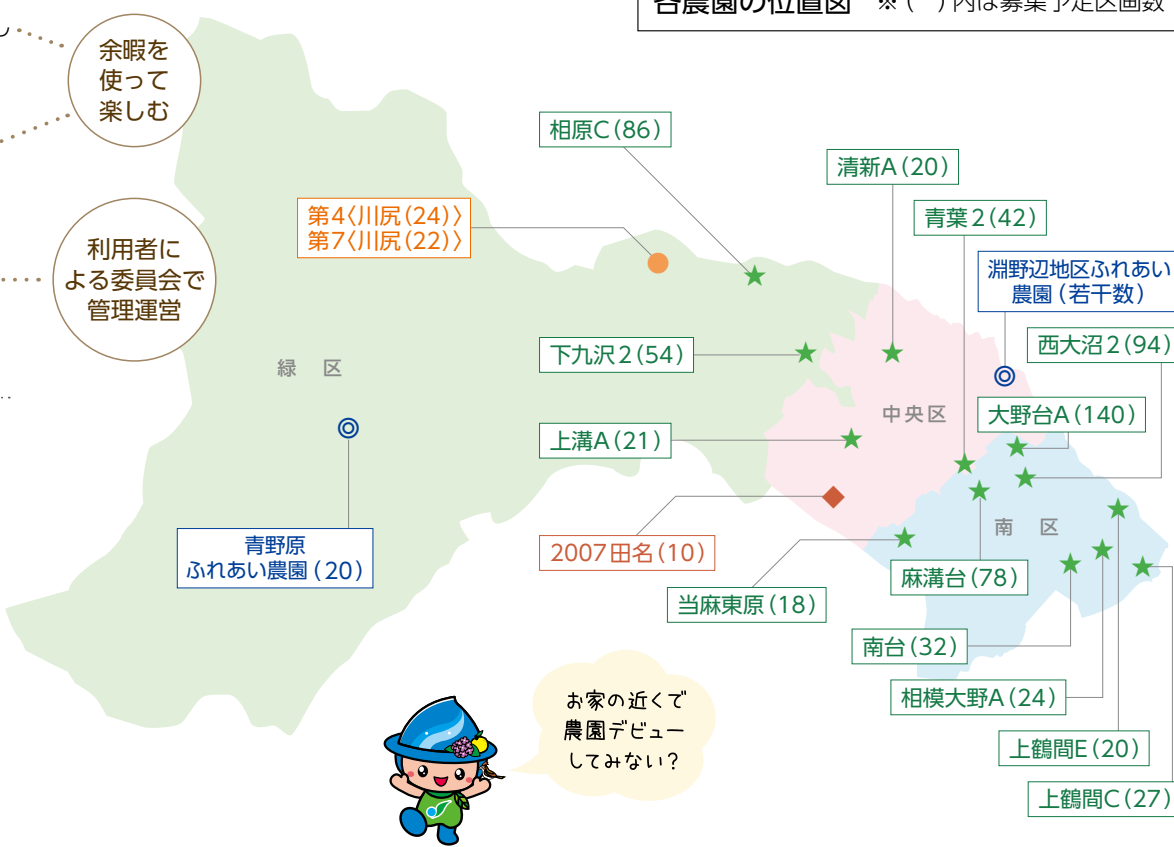 各農園の位置図 ※( )内は募集予定区画数
余暇を
使って
楽しむ
利用者に
よる委員会で
管理運営
相原C(86)
清新A(20)
第4〈川尻(24)〉
第7〈川尻(22)〉
青葉2(42)
淵野辺地区ふれあい
農園(若干数)
西大沼2(94)
下九沢2(54)
緑 区
中央区
大野台A(140)
上溝A(21)
南 区
青野原
ふれあい農園(20)
2007田名(10)
麻溝台(78)
当麻東原(18)
南台(32)
相模大野A(24)
上鶴間E(20)
上鶴間C(27)
お家の近くで
農園デビュー
してみない?